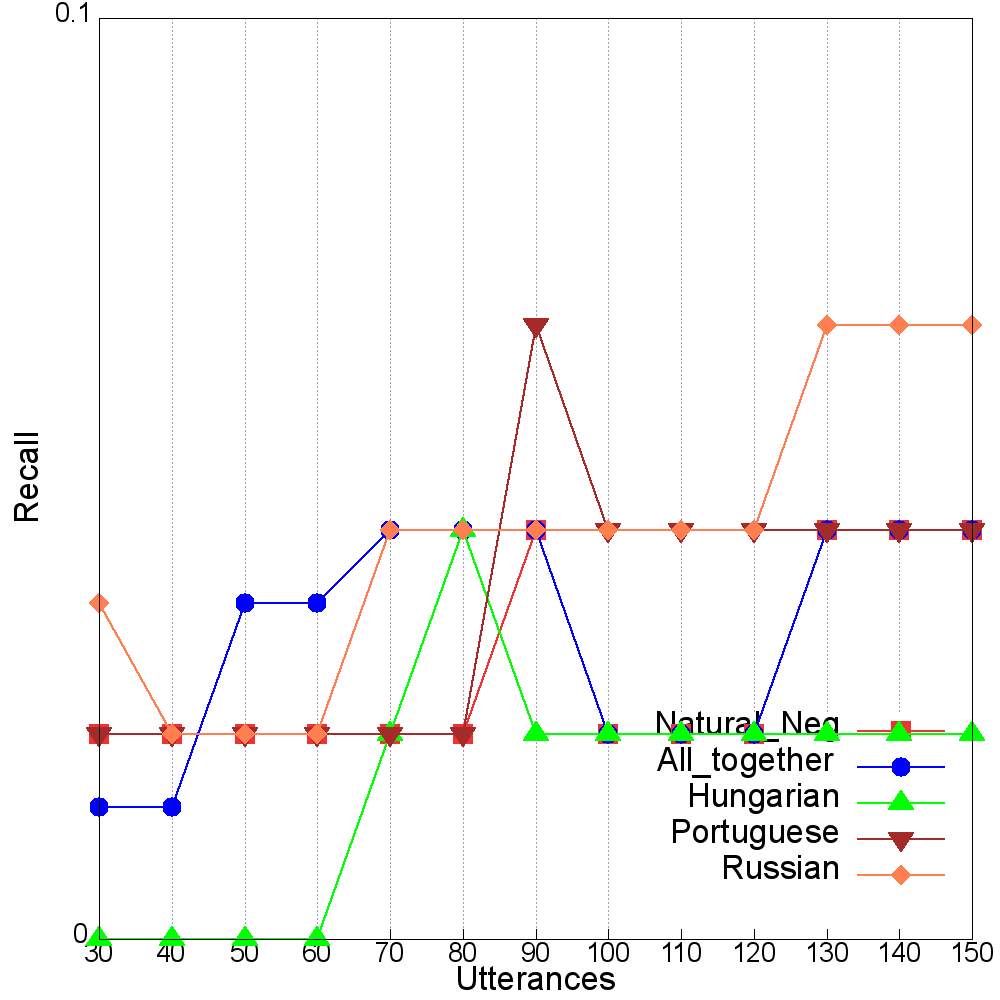 0.1
Recall
Natural_Neg
All_together
Hungarian
Portuguese
Russian
0
30 40 50 60 70 80 90 100 110 120 130 140 150
Utterances